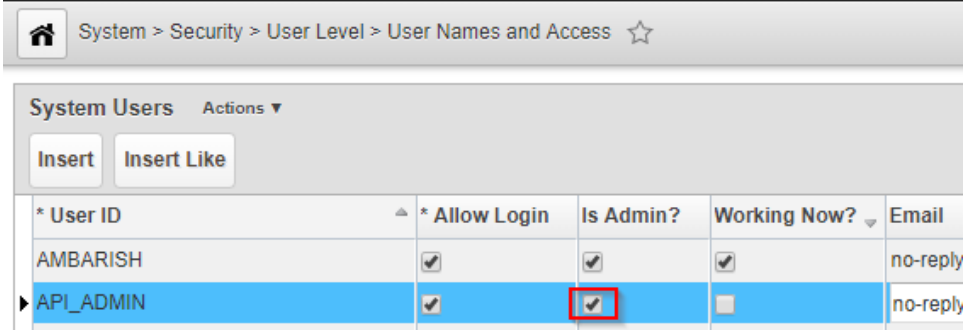 System > Security > User Level > User Names and Access
System Users Actions ▼
Insert Insert Like
* User ID * Allow Login Is Admin? Working Now? Email
AMBARISH no-reply
API_ADMIN no-reply